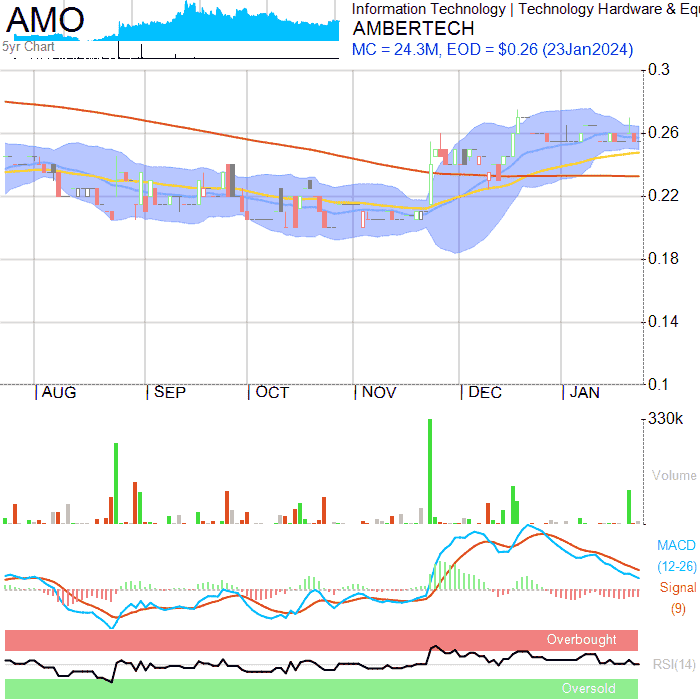 AMO
5yr Chart
Information Technology | Technology Hardware & Equ
AMBERTECH
MC = 24.3M, EOD = $0.26 (23Jan2024)
0.3
0.26
0.22
0.18
0.14
0.1
AUG SEP OCT NOV DEC JAN
330k
Volume
MACD
(12-26)
Signal
(9)
Overbought
RSI(14)
Oversold